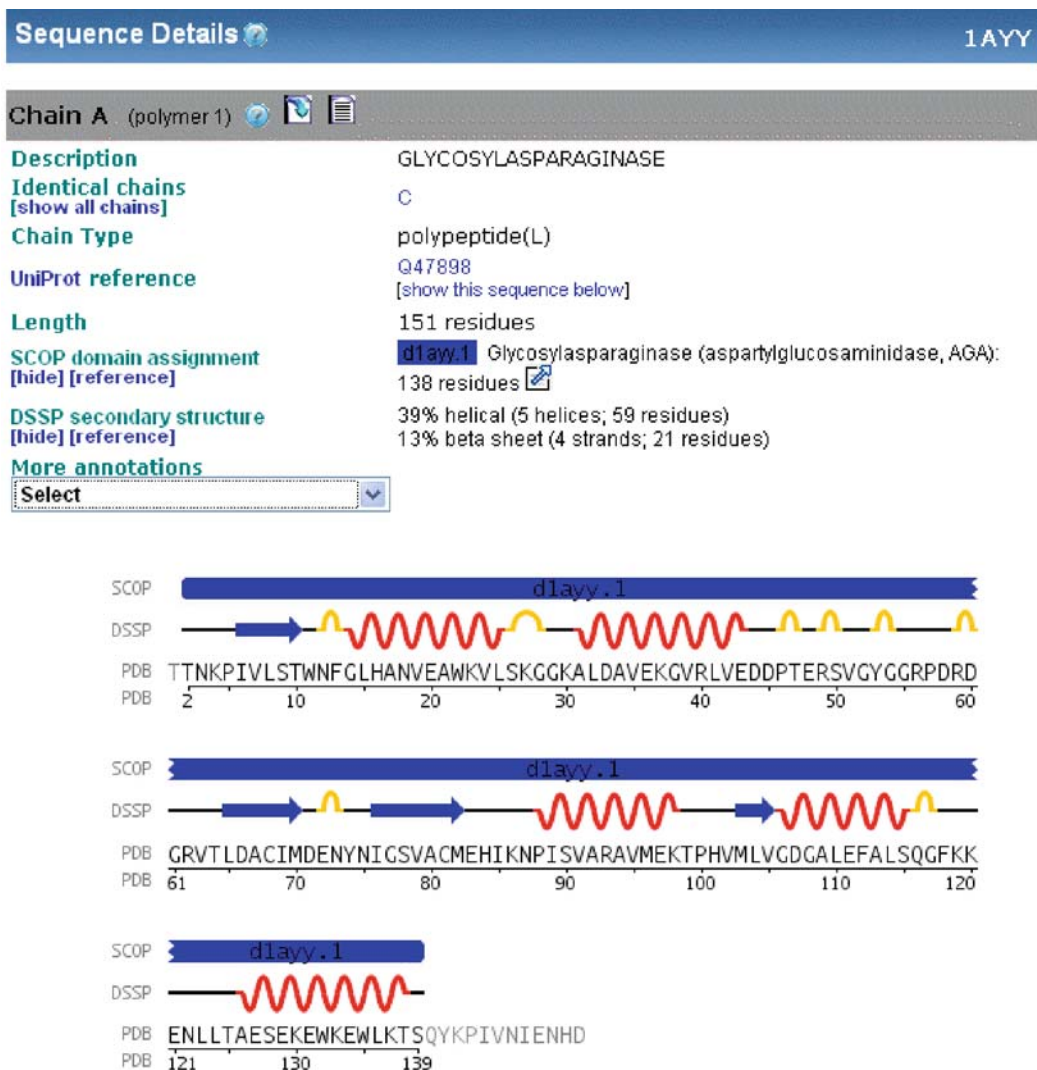 Sequence Details 1AYY
Chain A (polymer 1)
Description GLYCOSYLASPARAGINASE
Identical chains
[show all chains] C
Chain Type polypeptide(L)
UniProt reference Q47898
[show this sequence below]
Length 151 residues
SCOP domain assignment d1ayy.1 Glycosylasparaginase (aspartylglucosaminidase, AGA):
[hide] [reference] 138 residues
DSSP secondary structure 39% helical (5 helices; 59 residues)
[hide] [reference] 13% beta sheet (4 strands; 21 residues)
More annotations
Select
SCOP d1ayy.1
DSSP
PDB TTNKPIVLSTWNFGLHANVEAWKVLSKGGKALDAVEKGVRLVEDDPTERSVGYGGRPDRD
PDB 2 10 20 30 40 50 60
SCOP d1ayy.1
DSSP
PDB GRVTLDACIMDENYNIGSVACMEHIKNPISVARAVMEKTPHVMLVGDGALEFALSQGFKK
PDB 61 70 80 90 100 110 120
SCOP d1ayy.1
DSSP
PDB ENLLTAESEKEWKEWLKTSQYKPIVNIENHD
PDB 121 130 139